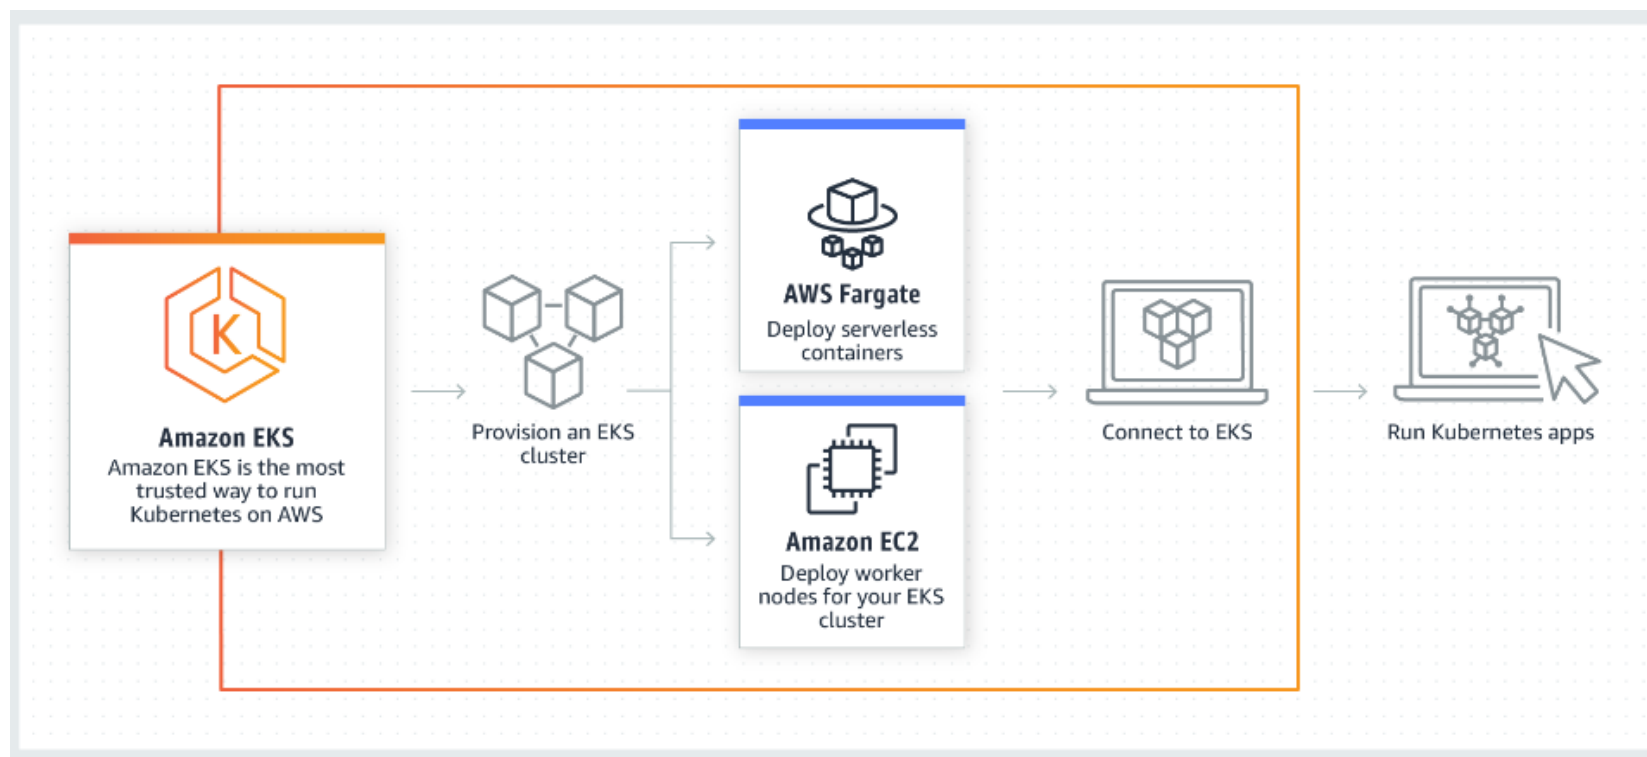 K
Amazon EKS
Amazon EKS is the most
trusted way to run
Kubernetes on AWS
Provision an EKS
cluster
AWS Fargate
Deploy serverless
containers
Amazon EC2
Deploy worker
nodes for your EKS
cluster
Connect to EKS
Run Kubernetes apps